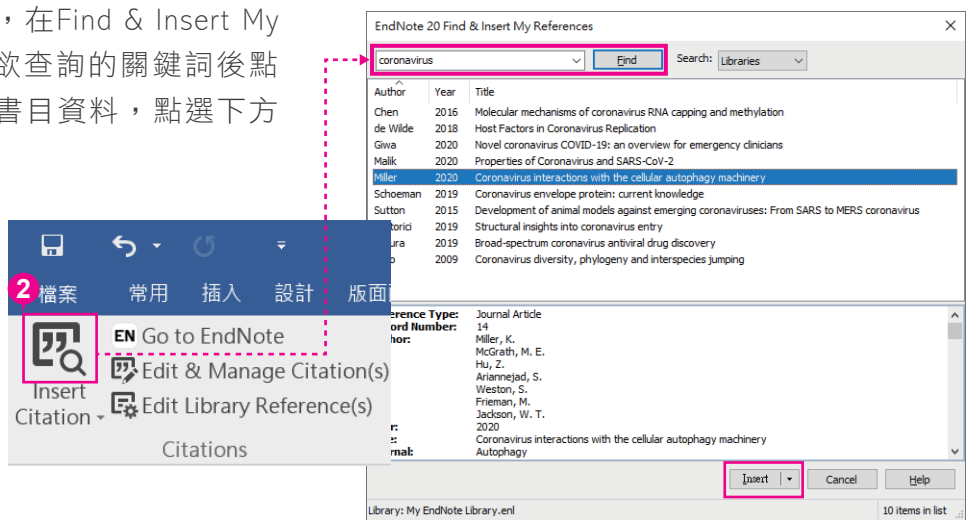 ，在Find & Insert My
欲查詢的關鍵詞後點
書目資料，點選下方
EndNote 20 Find & Insert My References
coronavirus
Find
Search: Libraries
Author Year Title
Chen 2016 Molecular mechanisms of coronavirus RNA capping and methylation
de Wilde 2018 Host Factors in Coronavirus Replication
Giwa 2020 Novel coronavirus COVID-19: an overview for emergency clinicians
Malik 2020 Properties of Coronavirus and SARS-CoV-2
Miller 2020 Coronavirus interactions with the cellular autophagy machinery
Schoeman 2019 Coronavirus envelope protein: current knowledge
Sutton 2015 Development of animal models against emerging coronaviruses: From SARS to MERS coronavirus
2019 Structural insights into coronavirus entry
2019 Broad-spectrum coronavirus antiviral drug discovery
2009 Coronavirus diversity, phylogeny and interspecies jumping
2
檔案 常用 插入 設計 版面
Insert
Citation
EN Go to EndNote
Edit & Manage Citation(s)
Edit Library Reference(s)
Citations
erence Type: Journal Article
ord Number: 14
hor: Miller, K.
McGrath, M. E.
Hu, Z.
Ariannejad, S.
Weston, S.
Frieman, M.
Jackson, W. T.
r: 2020
e: Coronavirus interactions with the cellular autophagy machinery
rnal: Autophagy
Insert
Cancel
Help
Library: My EndNote Library.enl
10 items in list